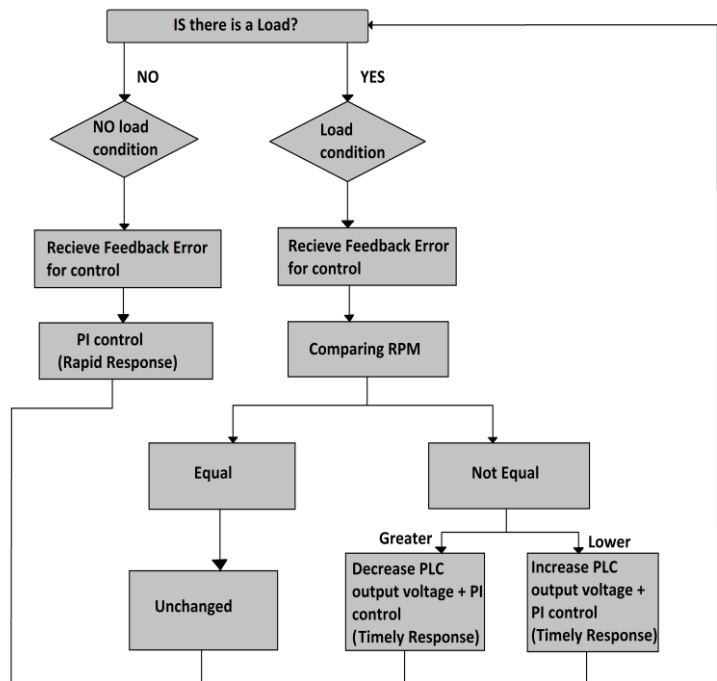 IS there is a Load?
NO
YES
NO load
condition
Load
condition
Recieve Feedback Error
for control
Recieve Feedback Error
for control
PI control
(Rapid Response)
Comparing RPM
Equal
Not Equal
Greater
Lower
Unchanged
Decrease PLC
output voltage + PI
control
(Timely Response)
Increase PLC
output voltage +
PI control
(Timely Response)